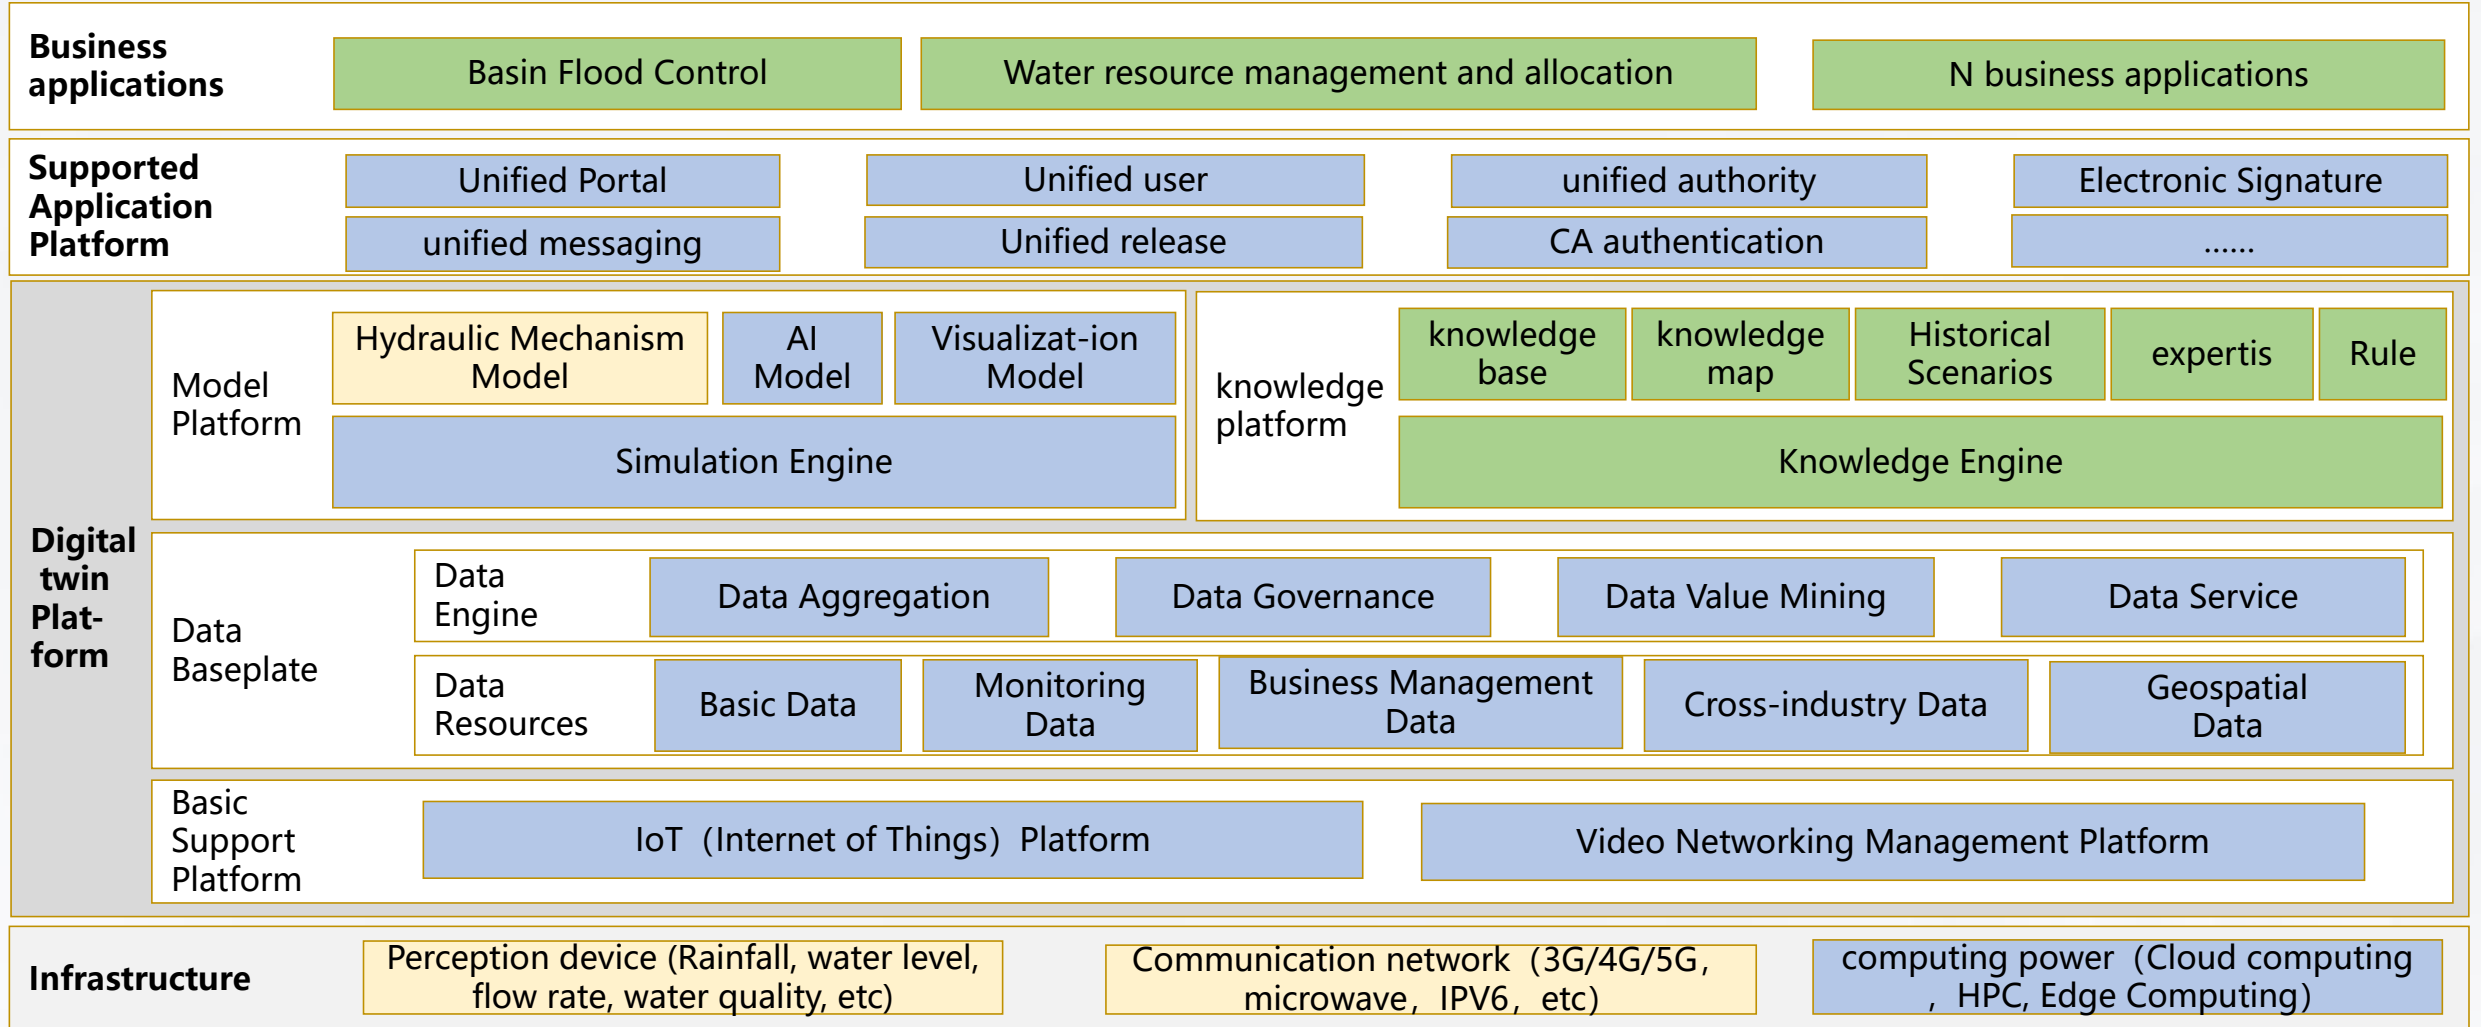 Business
applications
Basin Flood Control
Water resource management and allocation
N business applications
Supported
Application
Platform
Unified Portal
Unified user
unified authority
Electronic Signature
unified messaging
Unified release
CA authentication
......
Digital
twin
Plat-
form
Model
Platform
Hydraulic Mechanism
Model
AI
Model
Visualizat-ion
Model
Simulation Engine
knowledge
platform
knowledge
base
knowledge
map
Historical
Scenarios
expertis
Rule
Knowledge Engine
Data
Baseplate
Data
Engine
Data Aggregation
Data Governance
Data Value Mining
Data Service
Data
Resources
Basic Data
Monitoring
Data
Business Management
Data
Cross-industry Data
Geospatial
Data
Basic
Support
Platform
IoT（Internet of Things）Platform
Video Networking Management Platform
Infrastructure
Perception device (Rainfall, water level,
flow rate, water quality, etc)
Communication network（3G/4G/5G，
microwave，IPV6，etc）
computing power（Cloud computing
，HPC, Edge Computing）